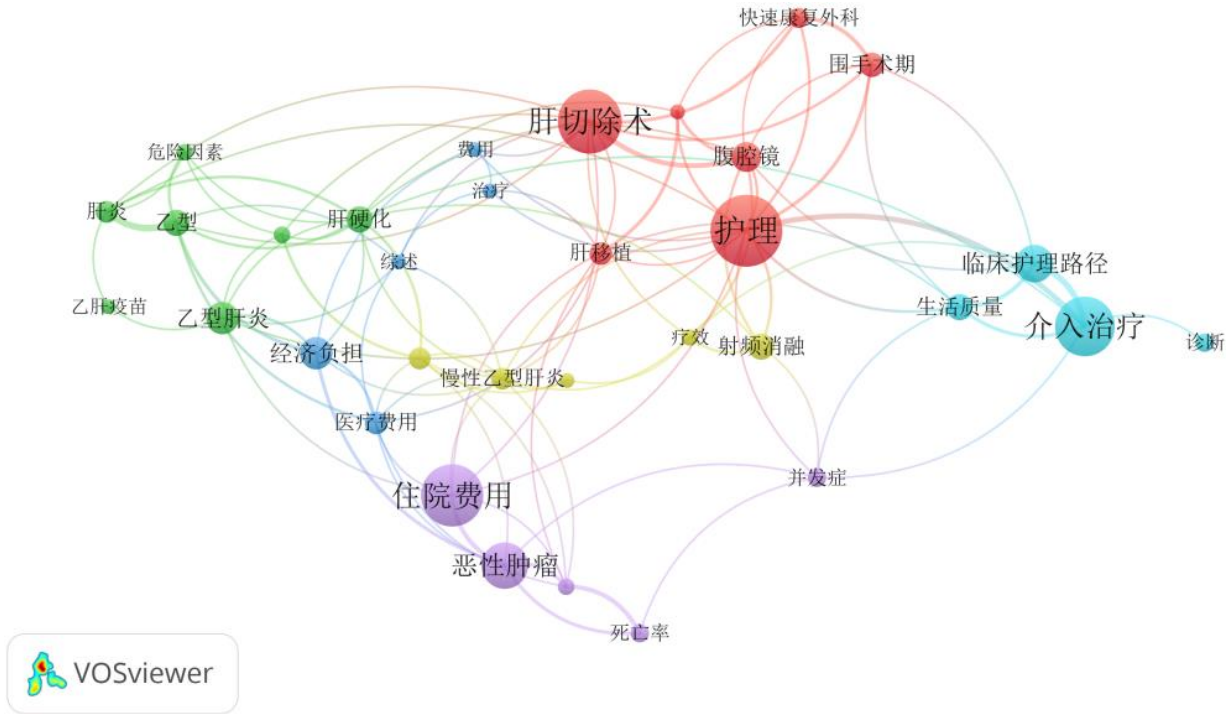 快速康复外科
围手术期
肝切除术
危险因素
费用
腹腔镜
治疗
肝炎
乙型
肝硬化
护理
肝移植
综述
临床护理路径
乙肝疫苗
乙型肝炎
生活质量
介入治疗
经济负担
疗效
射频消融
诊断
慢性乙型肝炎
医疗费用
住院费用
并发症
恶性肿瘤
死亡率
VOSviewer